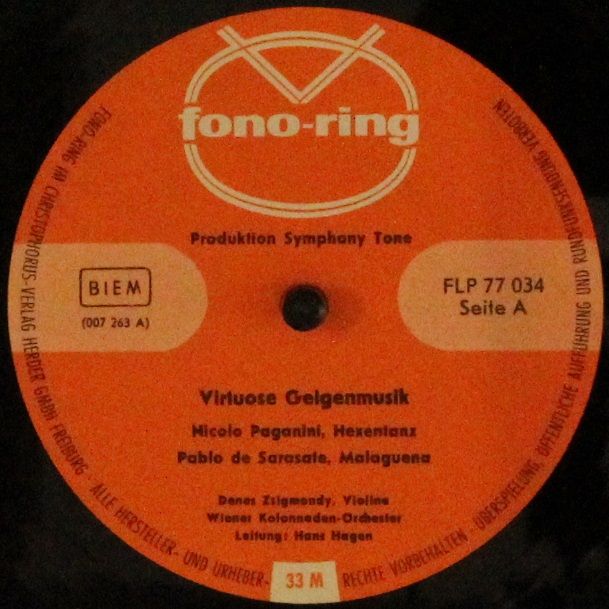 fono-ring
Produktion Symphony Tone
BIEM
(007 263 A)
FLP 77 034
Seite A
Virtuose Geigenmusik
Nicolo Paganini, Hexentanz
Pablo de Sarasate, Malaguena
Denes Zsigmondy, Violine
Wiener Kolonnaden-Orchester
Leitung: Hans Hagen
33 M
FONO-RING IM CHRISTOPHORUS-VERLAG HERDER GMBH FREIBURG
ALLE HERSTELLER- UND URHEBER- RECHTE VORBEHALTEN · ÜBERSPIELUNG, ÖFFENTLICHE AUFFÜHRUNG UND RUNDFUNKSENDUNG VERBOTEN